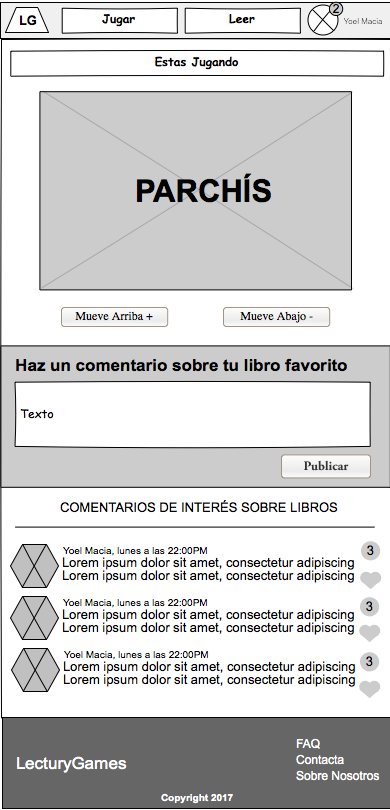 LG
Jugar
Leer
2
Yoel Macia
Estas Jugando
PARCHÍS
Mueve Arriba +
Mueve Abajo -
Haz un comentario sobre tu libro favorito
Texto
Publicar
COMENTARIOS DE INTERÉS SOBRE LIBROS
Yoel Macia, lunes a las 22:00PM
Lorem ipsum dolor sit amet, consectetur adipiscing
Lorem ipsum dolor sit amet, consectetur adipiscing
3
Yoel Macia, lunes a las 22:00PM
Lorem ipsum dolor sit amet, consectetur adipiscing
Lorem ipsum dolor sit amet, consectetur adipiscing
3
Yoel Macia, lunes a las 22:00PM
Lorem ipsum dolor sit amet, consectetur adipiscing
Lorem ipsum dolor sit amet, consectetur adipiscing
3
LecturyGames
FAQ
Contacta
Sobre Nosotros
Copyright 2017